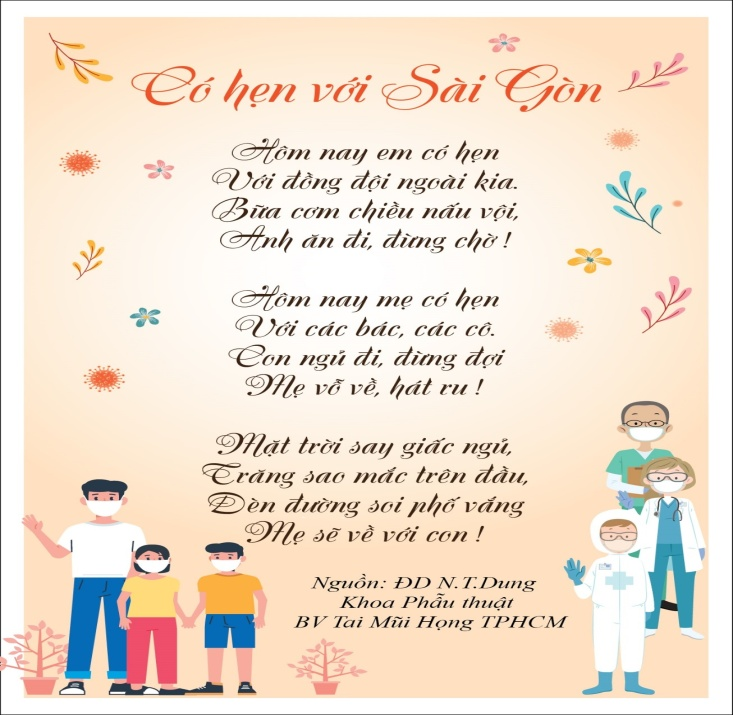 Có hẹn với Sài Gòn
Hôm nay em có hẹn
Với đồng đội ngoài kia.
Bữa cơm chiều nấu vội,
Anh ăn đi, đừng chờ !
Hôm nay mẹ có hẹn
Với các bác, các cô.
Con ngủ đi, đừng đợi
Mẹ vỗ về, hát ru !
Mặt trời say giấc ngủ,
Trăng sao mắc trên đầu,
Đèn đường soi phố vắng
Mẹ sẽ về với con !
Nguồn: ĐD N.T.Dung
Khoa Phẫu thuật
BV Tai Mũi Họng TPHCM